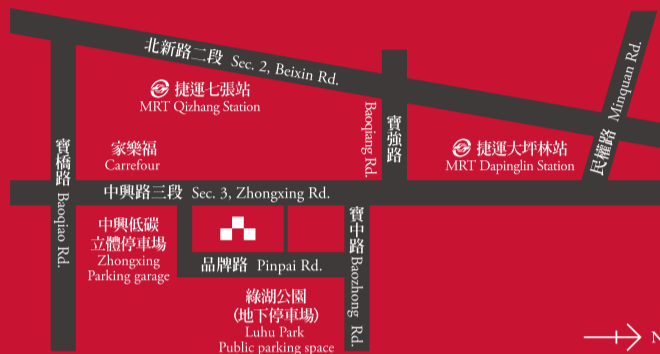 北新路二段 Sec. 2, Beixin Rd.
捷運七張站
MRT Qizhang Station
民權路 Minquan Rd.
寶強路
Baoqiang Rd.
捷運大坪林站
MRT Dapinglin Station
家樂福
Carrefour
寶橋路 Baoqiao Rd.
中興路三段 Sec. 3, Zhongxing Rd.
中興低碳
立體停車場
Zhongxing
Parking garage
寶中路 Baozhong Rd.
品牌路 Pinpai Rd.
綠湖公園
(地下停車場)
Luhu Park
Public parking space
N